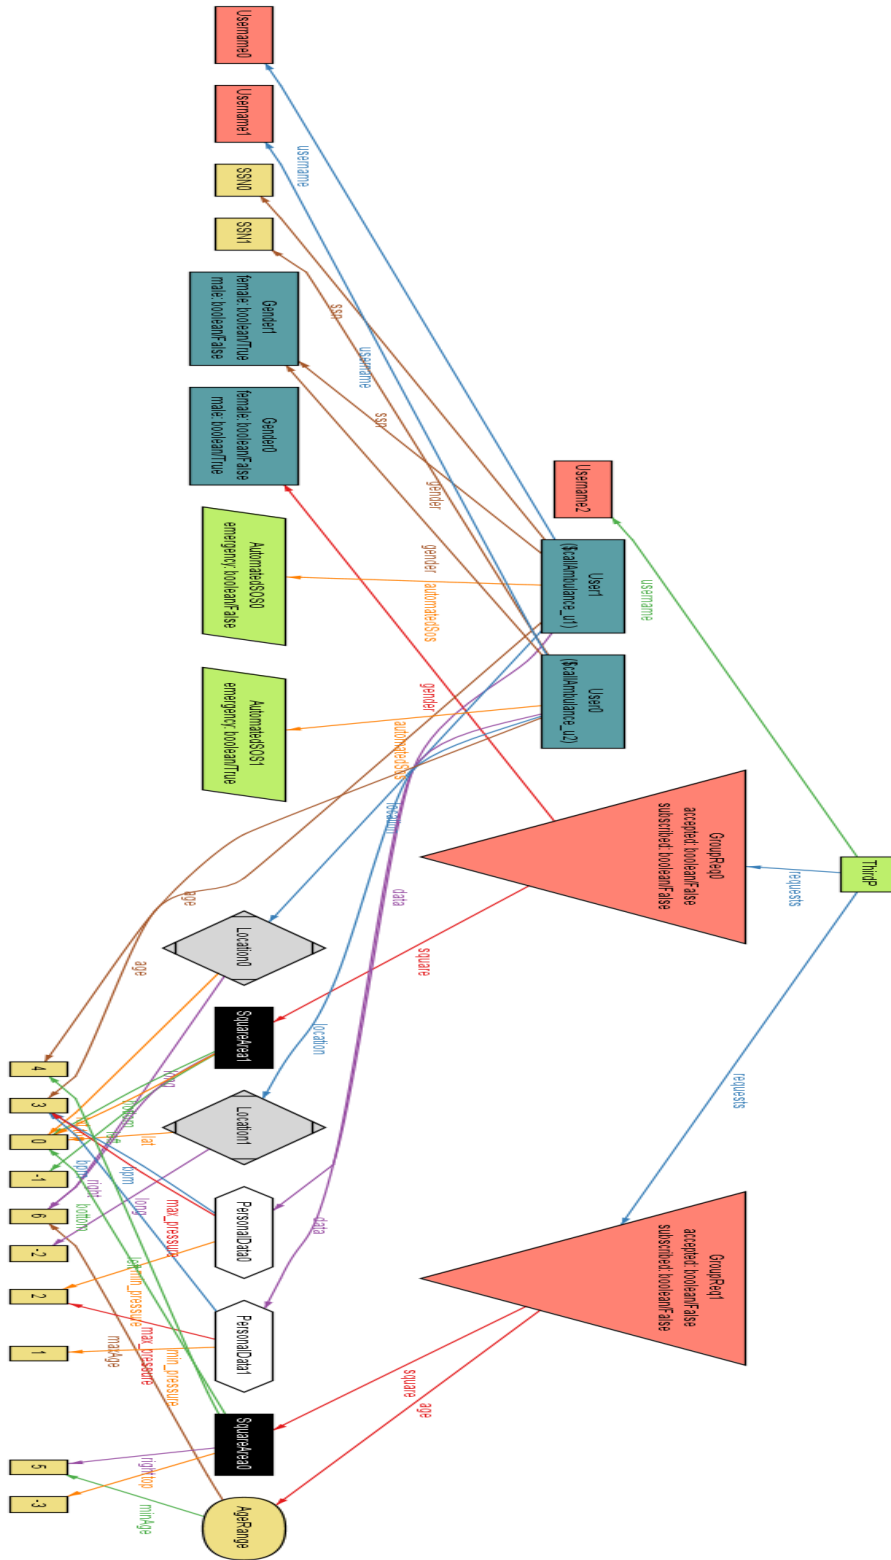 ThirdP
username
requests
requests
Username2
User1
($callAmbulance_u1)
User0
($callAmbulance_u2)
GroupReq0
accepted: boolean/False
subscribed: boolean/False
GroupReq1
accepted: boolean/False
subscribed: boolean/False
username
ssn
username
ssn
gender
gender
automatedSos
gender
automatedSos
location
data
square
location
data
square
age
Username0
Username1
SSN0
SSN1
Gender1
female: boolean/True
male: boolean/False
Gender0
female: boolean/False
male: boolean/True
AutomatedSOS0
emergency: boolean/False
AutomatedSOS1
emergency: boolean/True
Location0
SquareArea1
Location1
PersonalData0
PersonalData1
SquareArea0
AgeRange
age
age
long
bottom
lat
bpm
bpm
right
bottom
long
max_pressure
left
min_pressure
max_pressure
min_pressure
maxAge
right
top
minAge
4
3
0
-1
6
-2
2
1
5
-3